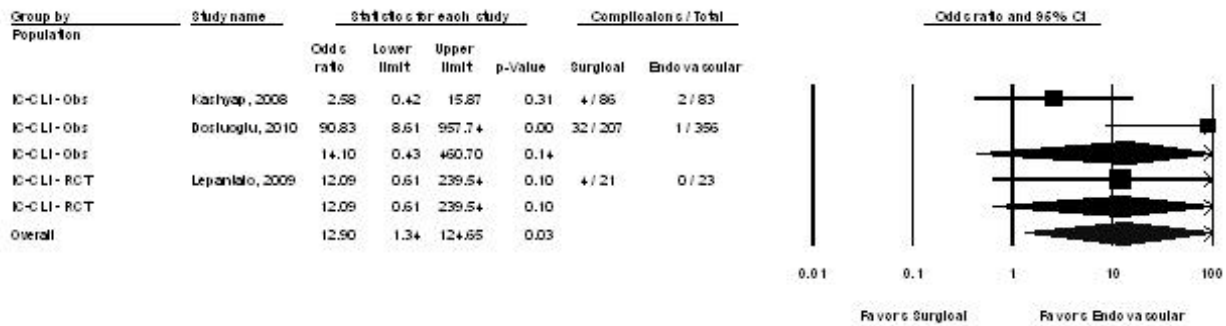 Group by Population Study name Statistics for each study Complications / Total Odds ratio and 95% CI
Odds ratio Lower limit Upper limit p-Value Surgical Endovascular
IC-CLI - Obs Kashyap, 2008 2.58 0.42 15.87 0.31 4 / 86 2 / 83
IC-CLI - Obs Dosluoglu, 2010 90.83 8.61 957.74 0.00 32 / 207 1 / 356
IC-CLI - Obs 14.10 0.43 460.70 0.14
IC-CLI - RCT Lepantalo, 2009 12.09 0.61 239.54 0.10 4 / 21 0 / 23
IC-CLI - RCT 12.09 0.61 239.54 0.10
Overall 12.90 1.34 124.65 0.03
0.01 0.1 1 10 100
Favors Surgical Favors Endovascular